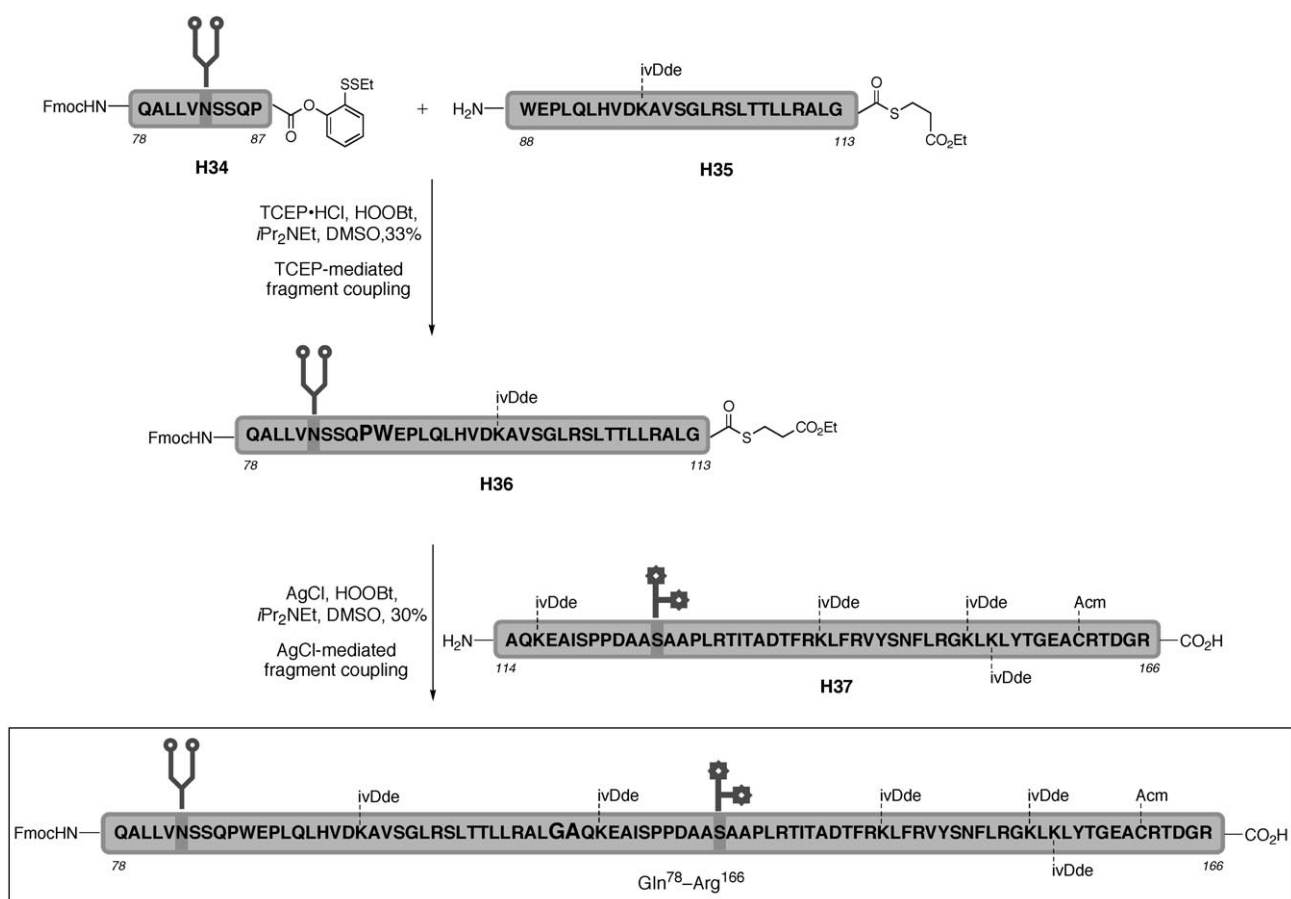 FmocHN
QALLVNSSQP
78
87
H34
O
O
SSEt
+
H₂N
ivDde
WEPLQLHVDKAVSGLRSLTTLLRALG
88
113
H35
O
S
CO₂Et
TCEP•HCl, HOOBt,
iPr₂NEt, DMSO,33%
TCEP-mediated
fragment coupling
ivDde
FmocHN
QALLVNSSQPWEPLQLHVDKAVSGLRSLTTLLRALG
78
113
H36
O
S
CO₂Et
AgCl, HOOBt,
iPr₂NEt, DMSO, 30%
AgCl-mediated
fragment coupling
ivDde
ivDde
ivDde
Acm
H₂N
AQKEAISPPDAASAAPLRTITADTFRKLFRVYSNFLRGKLKLYTGEACRTDGR
CO₂H
114
166
ivDde
H37
ivDde
ivDde
ivDde
ivDde
Acm
FmocHN
QALLVNSSQPWEPLQLHVDKAVSGLRSLTTLLRALGAQKEAISPPDAASAAPLRTITADTFRKLFRVYSNFLRGKLKLYTGEACRTDGR
CO₂H
78
166
ivDde
Gln⁷⁸–Arg¹⁶⁶